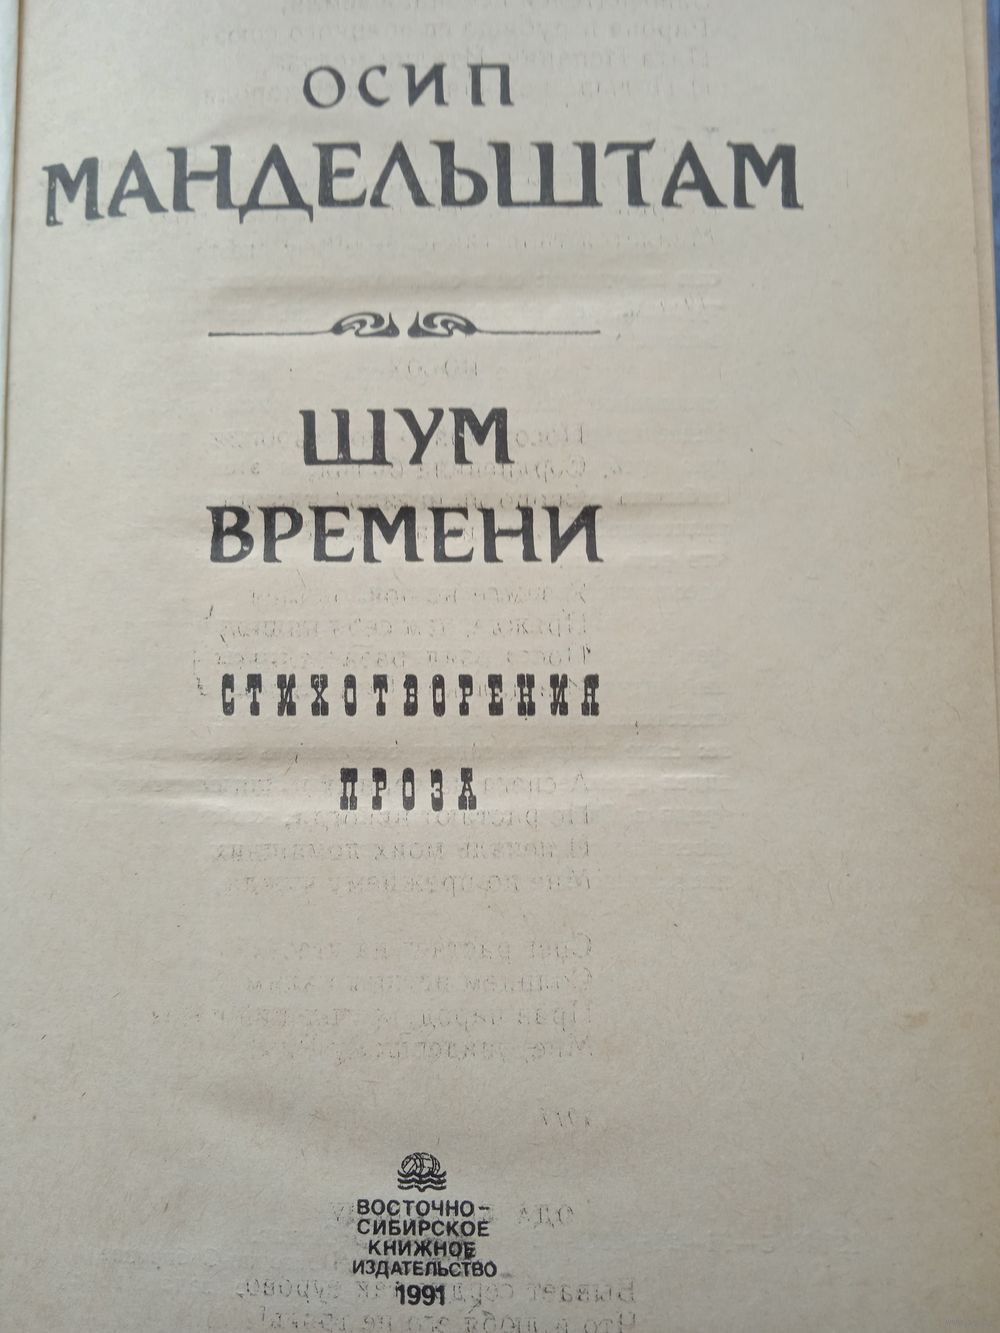 ОСИП
МАНДЕЛЬШТАМ
ШУМ
ВРЕМЕНИ
СТИХОТВОРЕНИЯ
ПРОЗА
ВОСТОЧНО-
СИБИРСКОЕ
КНИЖНОЕ
ИЗДАТЕЛЬСТВО
1991